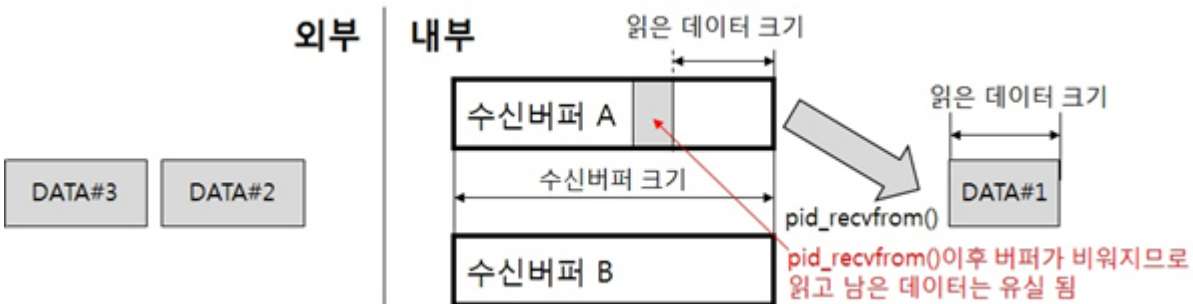 외부 내부
읽은 데이터 크기
수신버퍼 A
읽은 데이터 크기
DATA#3
DATA#2
수신버퍼 크기
DATA#1
pid_recvfrom()
수신버퍼 B
pid_recvfrom()이후 버퍼가 비워지므로
읽고 남은 데이터는 유실 됨